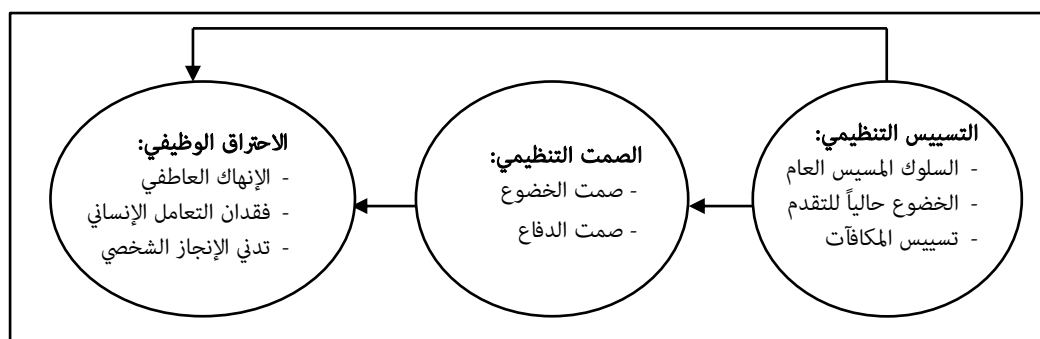 التسييس التنظيمي:
- السلوك المسيس العام
- الخضوع حالياً للتقدم
- تسييس المكافآت
الصمت التنظيمي:
- صمت الخضوع
- صمت الدفاع
الاحتراق الوظيفي:
- الإنهاك العاطفي
- فقدان التعامل الإنساني
- تدني الإنجاز الشخصي